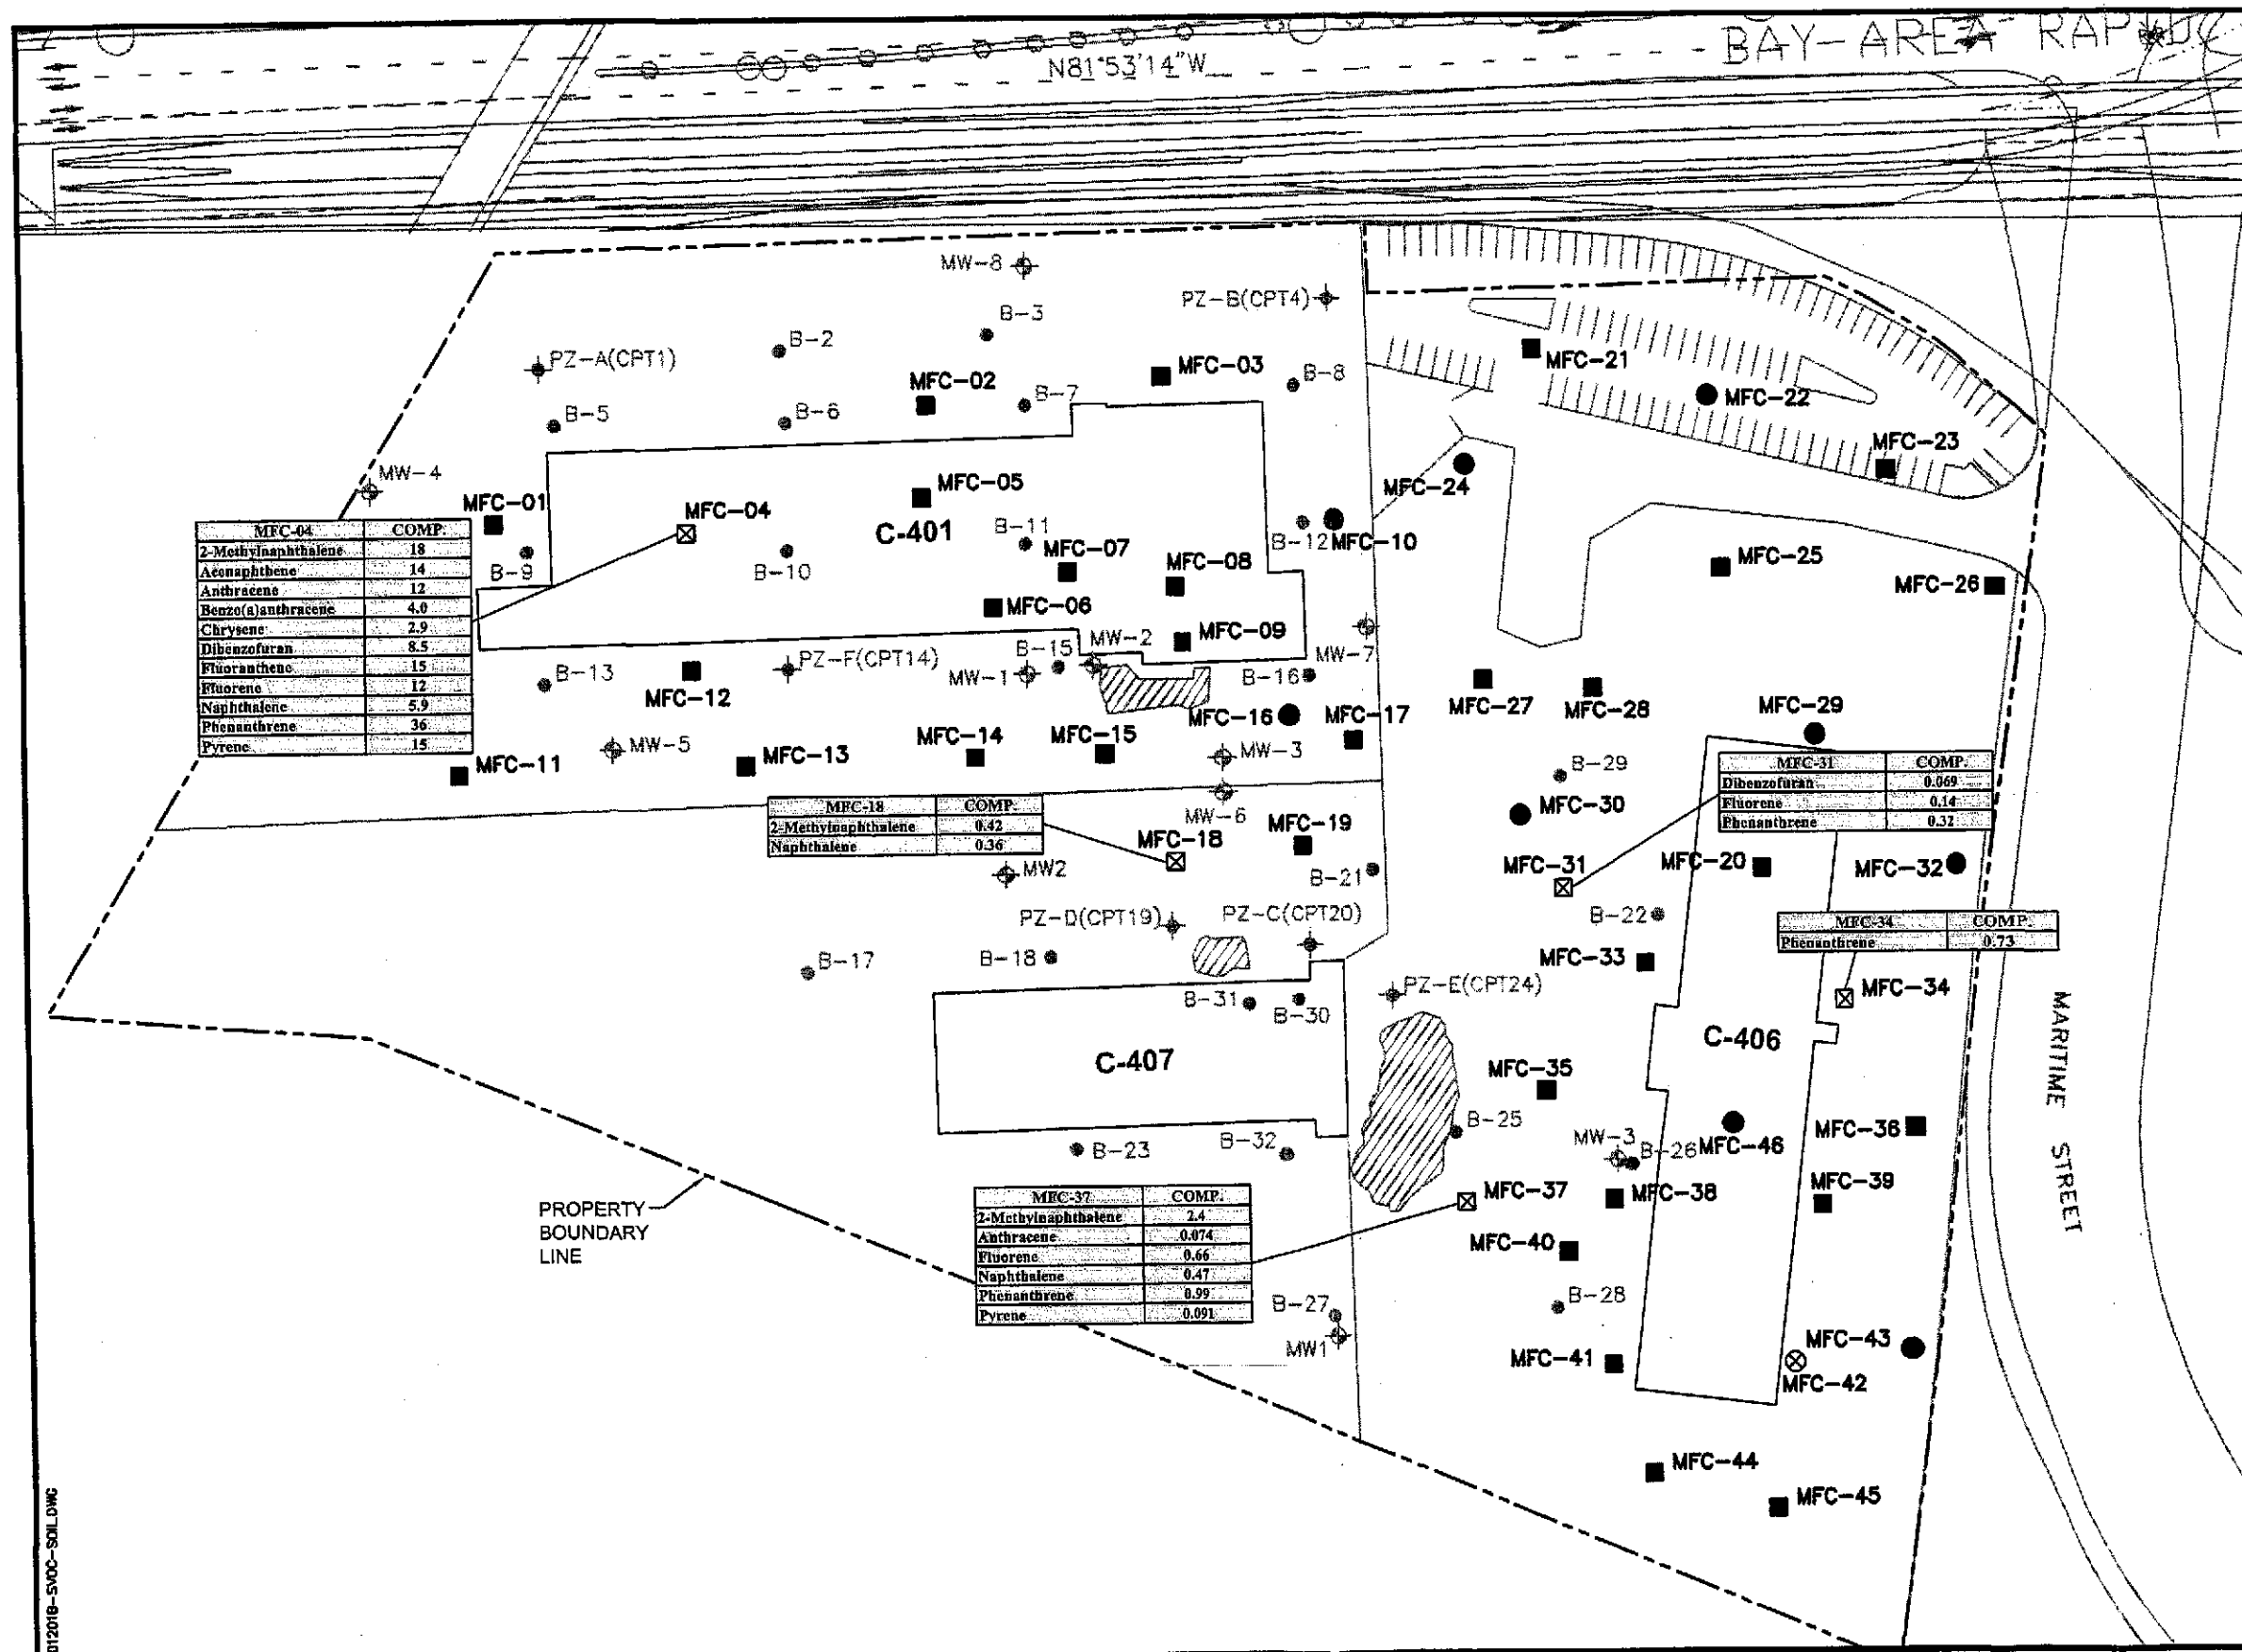 BAY-AREA RAPID
N81°53'14"W
MW-8
PZ-B(CPT4)
B-3
B-2
PZ-A(CPT1)
MFC-21
MFC-03
B-8
MFC-02
B-7
MFC-22
B-5
B-6
MFC-23
MW-4
MFC-01
MFC-05
MFC-24
MFC-04
C-401
B-11
B-12
MFC-10
B-9
B-10
MFC-07
MFC-08
MFC-25
MFC-26
MFC-06
MFC-09
MFC-04 COMP.
2-Methylnaphthalene 18
Acenaphthene 14
Anthracene 12
Benzo(a)anthracene 4.0
Chrysene 2.9
Dibenzofuran 8.5
Fluoranthene 15
Fluorene 12
Naphthalene 5.9
Phenanthrene 36
Pyrene 15
B-13
MFC-12
PZ-F(CPT14)
MW-1
B-15
MW-2
MW-7
B-16
MFC-16
MFC-17
MFC-27
MFC-28
MFC-29
MFC-11
MW-5
MFC-13
MFC-14
MFC-15
MW-3
B-29
MFC-31 COMP.
Dibenzofuran 0.069
Fluorene 0.14
Phenanthrene 0.32
MFC-18 COMP.
2-Methylnaphthalene 0.42
Naphthalene 0.36
MW-6
MFC-18
MFC-19
MFC-30
MFC-31
MFC-20
MFC-32
MW2
B-21
PZ-D(CPT19)
PZ-C(CPT20)
B-22
MFC-34 COMP.
Phenanthrene 0.73
B-17
B-18
MFC-33
B-31
B-30
PZ-E(CPT24)
MFC-34
C-407
C-406
MARITIME STREET
MFC-35
B-25
MFC-46
MFC-36
B-23
B-32
MW-3
B-26
MFC-37
MFC-38
MFC-39
PROPERTY
BOUNDARY
LINE
MFC-37 COMP.
2-Methylnaphthalene 2.4
Anthracene 0.074
Fluorene 0.66
Naphthalene 0.47
Phenanthrene 0.99
Pyrene 0.091
MFC-40
B-27
MW1
B-28
MFC-41
MFC-43
MFC-42
MFC-44
MFC-45
012018-SVOC-SOIL.DWG